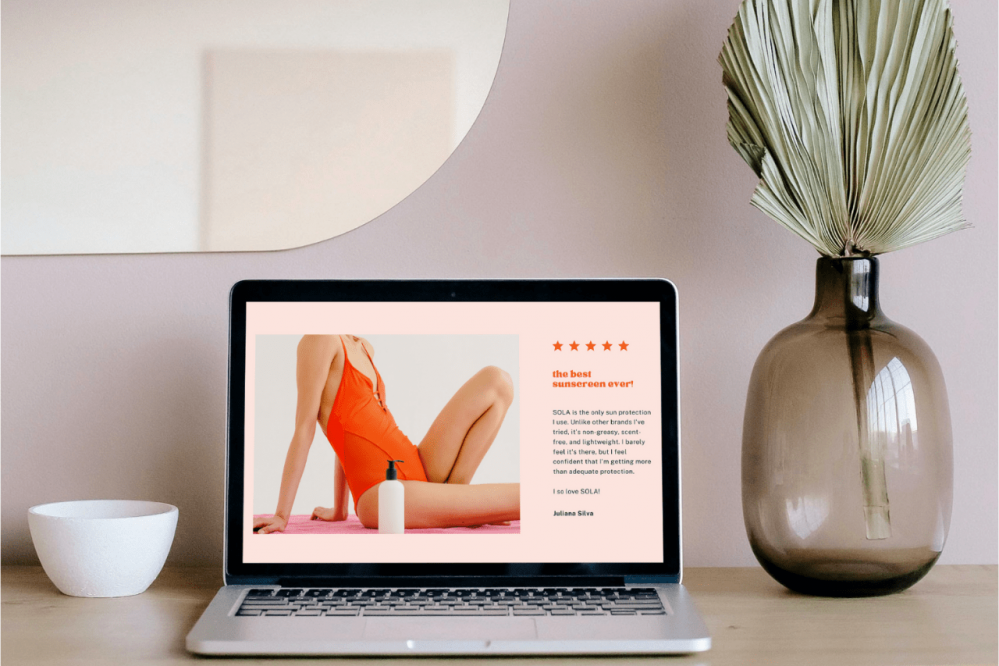 the best
sunscreen ever!
SOLA is the only sun protection
I use. Unlike other brands I've
tried, it's non-greasy, scent-
free, and lightweight. I barely
feel it's there, but I feel
confident that I'm getting more
than adequate protection.
I so love SOLA!
Juliana Silva